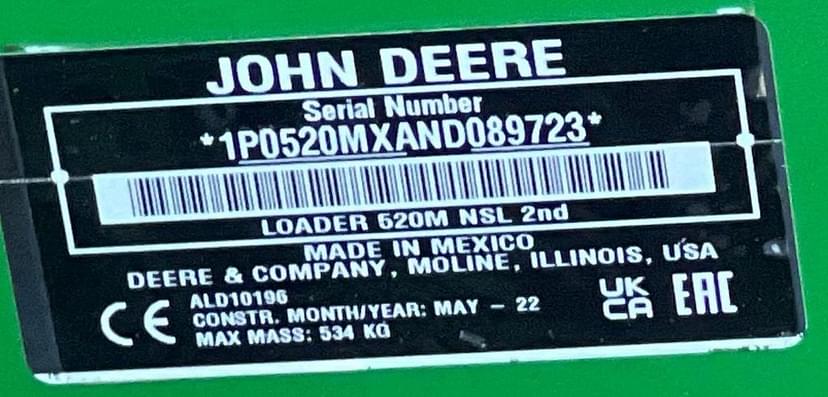 JOHN DEERE
Serial Number
*1P0520MXAND089723*
LOADER 520M NSL 2nd
MADE IN MEXICO
DEERE & COMPANY, MOLINE, ILLINOIS, USA
CE
ALD10196
CONSTR. MONTH/YEAR: MAY - 22
MAX MASS: 534 KG
UK
CA
EAC